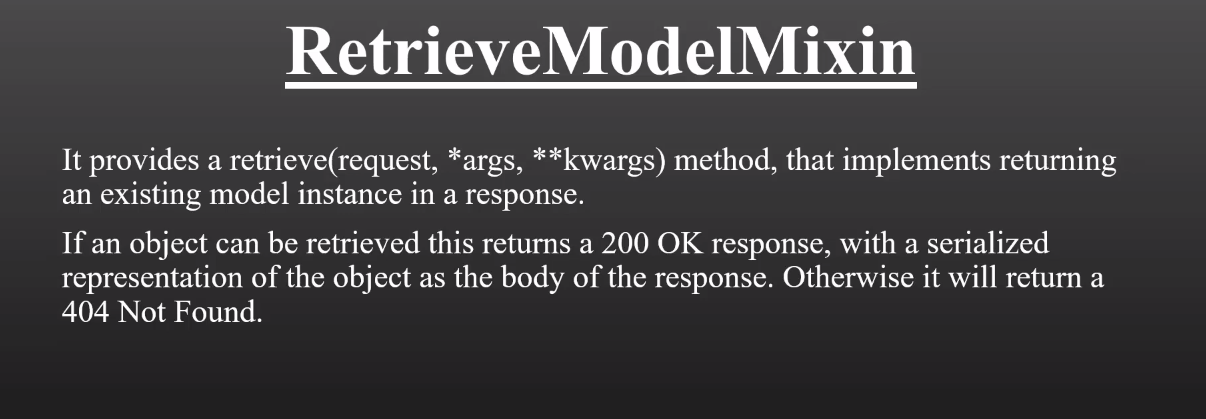 RetrieveModelMixin
It provides a retrieve(request, *args, **kwargs) method, that implements returning
an existing model instance in a response.
If an object can be retrieved this returns a 200 OK response, with a serialized
representation of the object as the body of the response. Otherwise it will return a
404 Not Found.